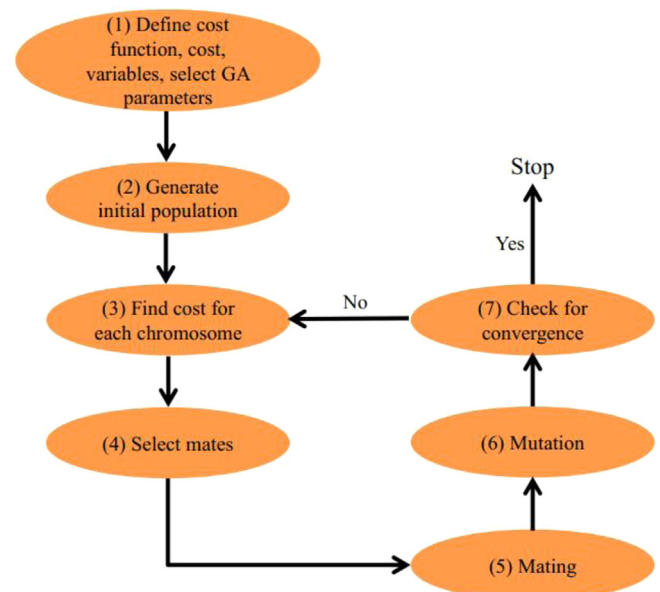 (1) Define cost
function, cost,
variables, select GA
parameters
(2) Generate
initial population
(3) Find cost for
each chromosome
(4) Select mates
(5) Mating
(6) Mutation
(7) Check for
convergence
No
Yes
Stop